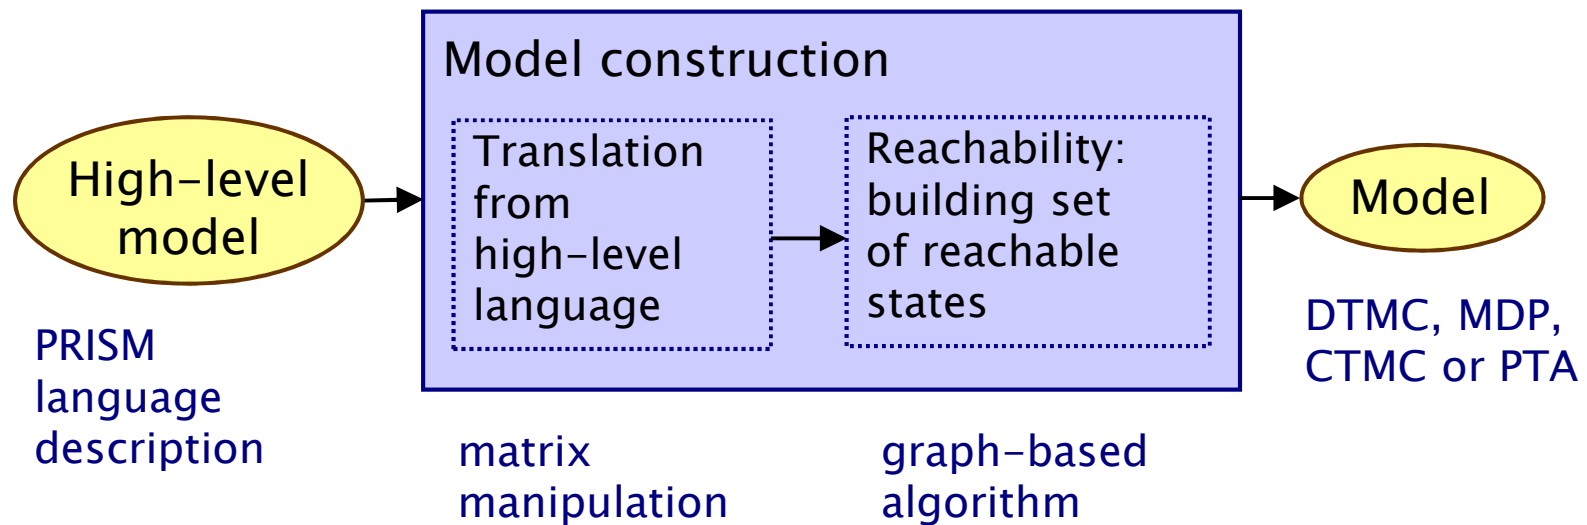 Model construction
High-level
model
Translation
from
high-level
language
Reachability:
building set
of reachable
states
Model
PRISM
language
description
matrix
manipulation
graph-based
algorithm
DTMC, MDP,
CTMC or PTA